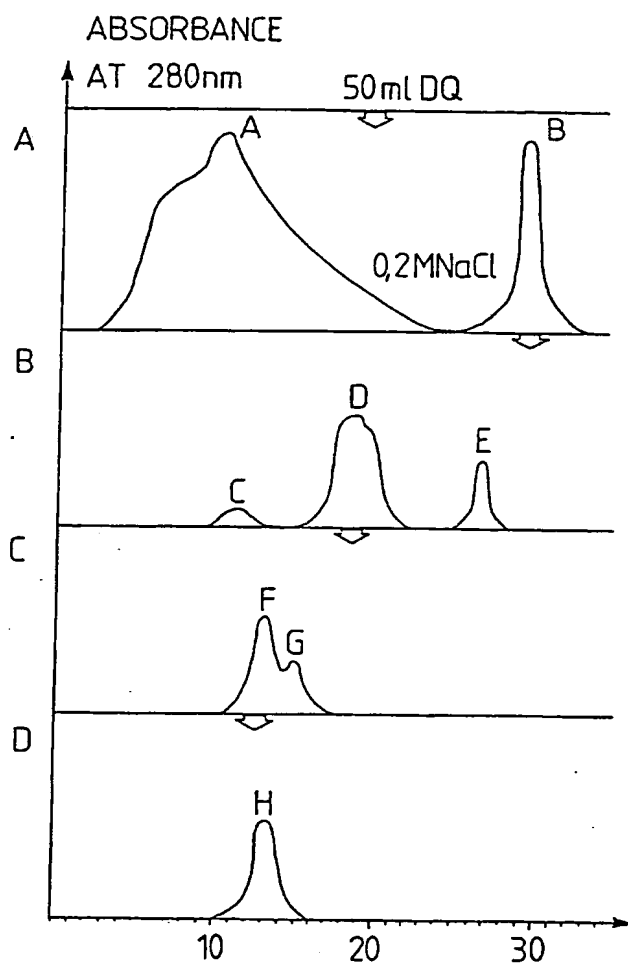 ABSORBANCE
AT 280nm
50ml DQ
A
A
B
0,2MNaCl
B
D
E
C
C
F
G
D
H
10 20 30